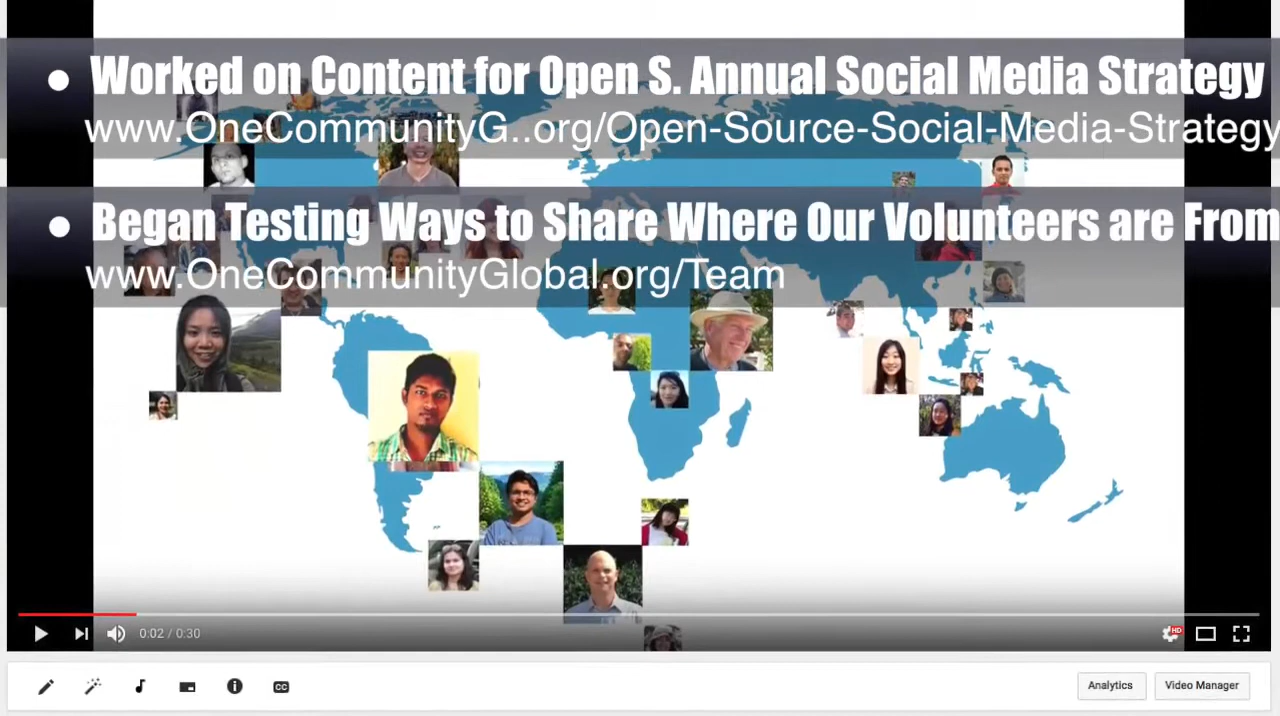 ● Worked on Content for Open S. Annual Social Media Strategy
www.OneCommunityG..org/Open-Source-Social-Media-Strategy
● Began Testing Ways to Share Where Our Volunteers are From
www.OneCommunityGlobal.org/Team
0:02 / 0:30
HD
CC
Analytics
Video Manager